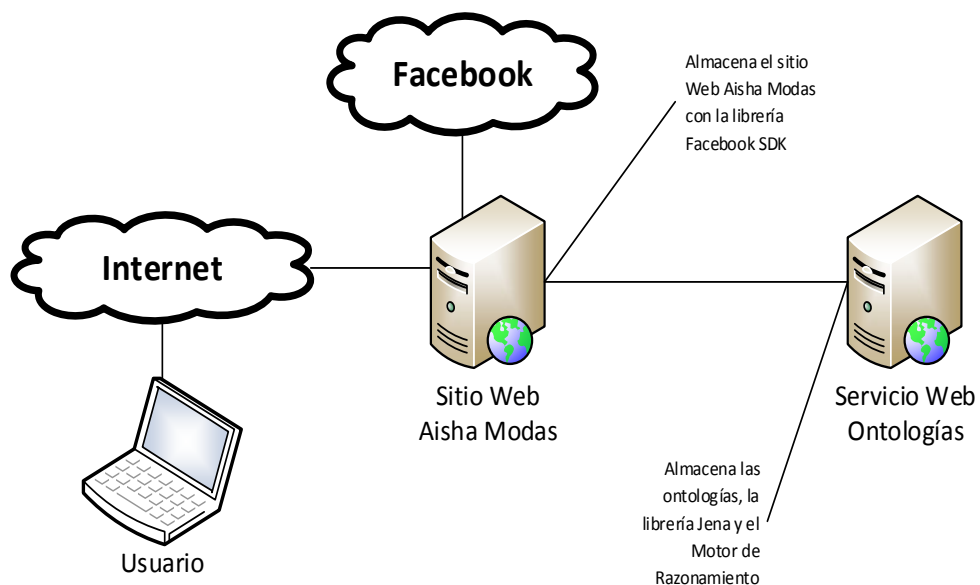 Facebook
Almacena el sitio
Web Aisha Modas
con la librería
Facebook SDK
Internet
Sitio Web
Aisha Modas
Servicio Web
Ontologías
Usuario
Almacena las
ontologías, la
librería Jena y el
Motor de
Razonamiento